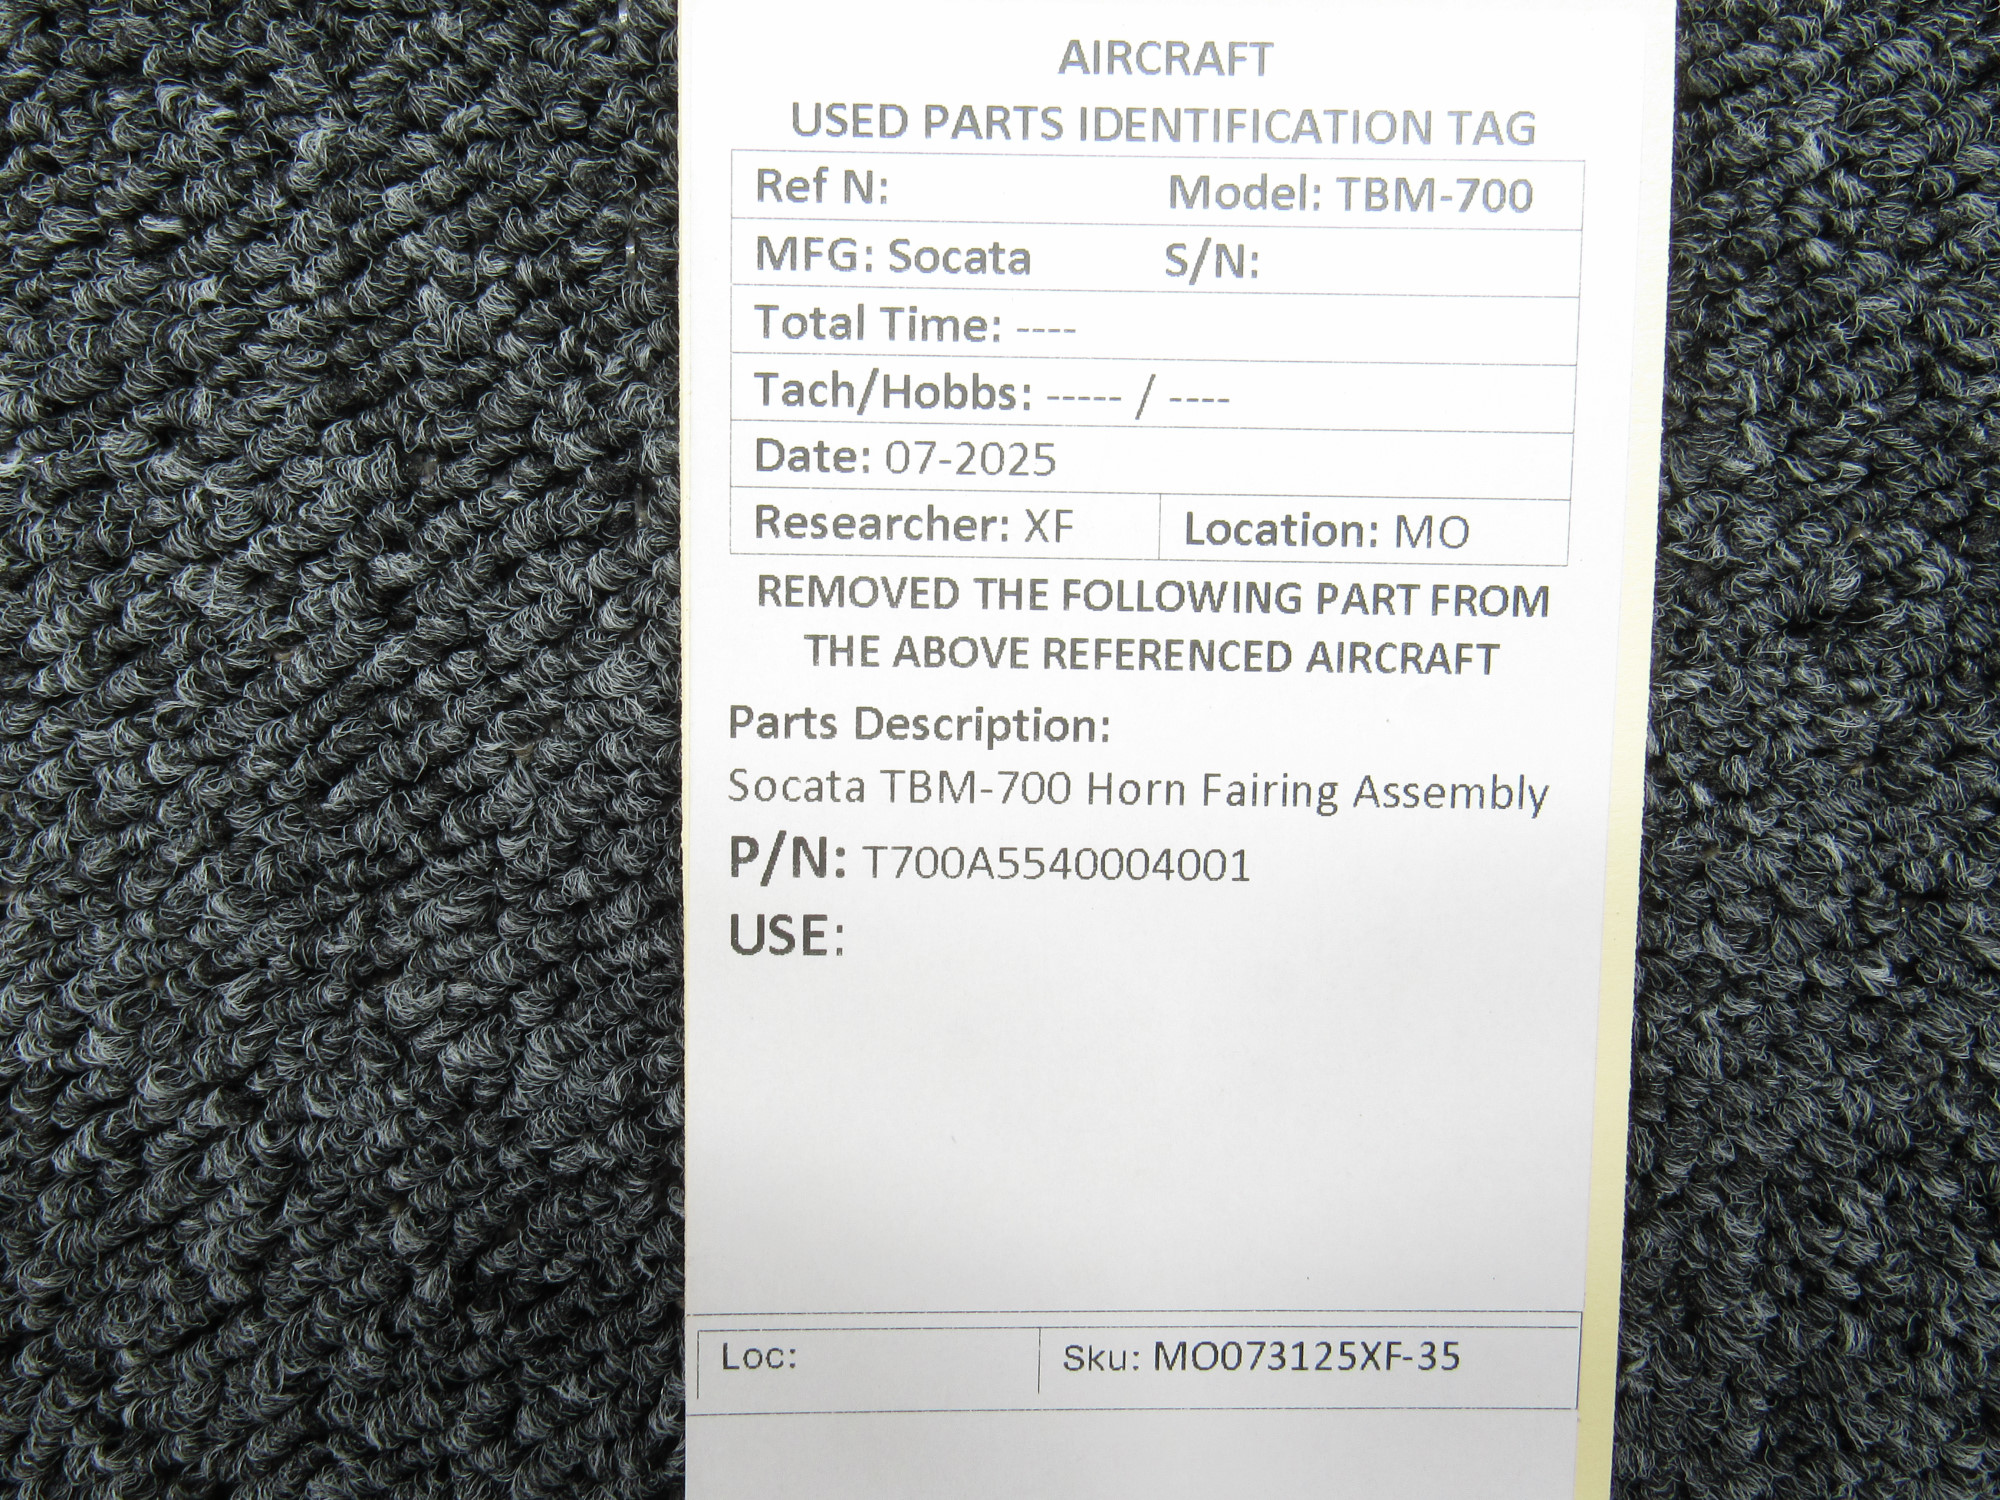 AIRCRAFT
USED PARTS IDENTIFICATION TAG
Ref N: Model: TBM-700
MFG: Socata S/N:
Total Time: ----
Tach/Hobbs: ----- / ----
Date: 07-2025
Researcher: XF Location: MO
REMOVED THE FOLLOWING PART FROM
THE ABOVE REFERENCED AIRCRAFT
Parts Description:
Socata TBM-700 Horn Fairing Assembly
P/N: T700A5540004001
USE:
Loc: Sku: MO073125XF-35